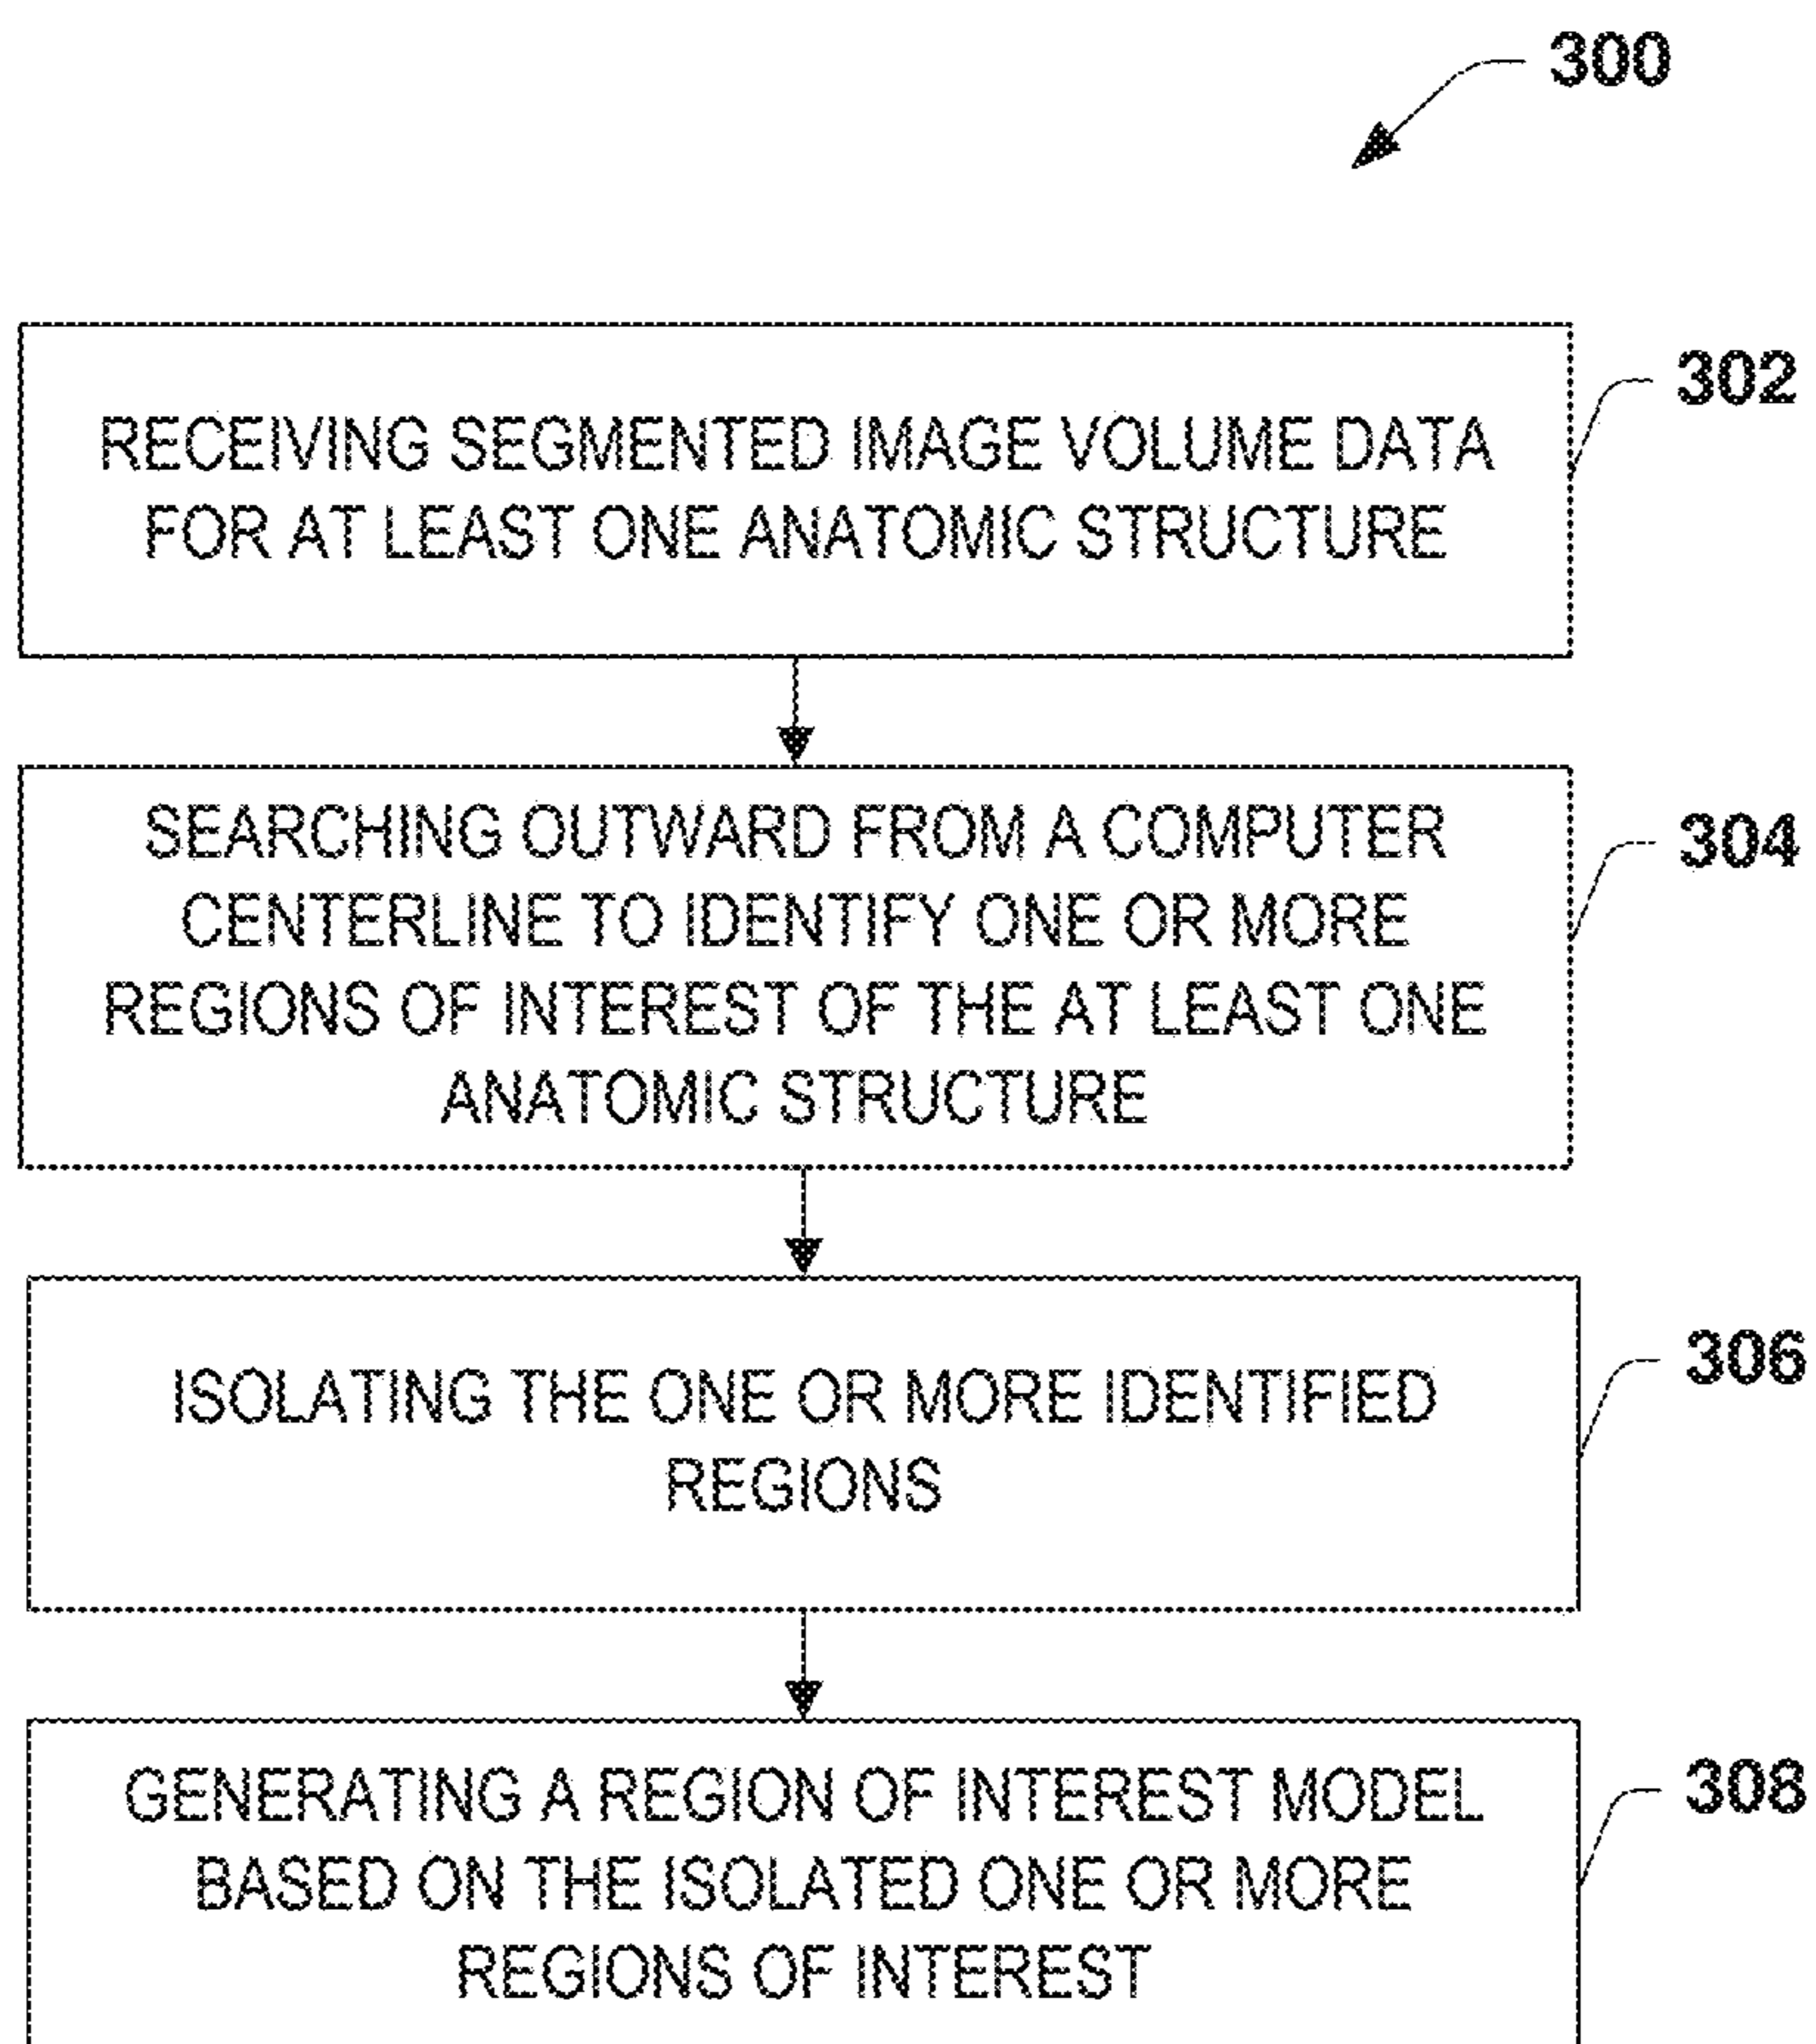 300
RECEIVING SEGMENTED IMAGE VOLUME DATA
FOR AT LEAST ONE ANATOMIC STRUCTURE
302
SEARCHING OUTWARD FROM A COMPUTER
CENTERLINE TO IDENTIFY ONE OR MORE
REGIONS OF INTEREST OF THE AT LEAST ONE
ANATOMIC STRUCTURE
304
ISOLATING THE ONE OR MORE IDENTIFIED
REGIONS
306
GENERATING A REGION OF INTEREST MODEL
BASED ON THE ISOLATED ONE OR MORE
REGIONS OF INTEREST
308